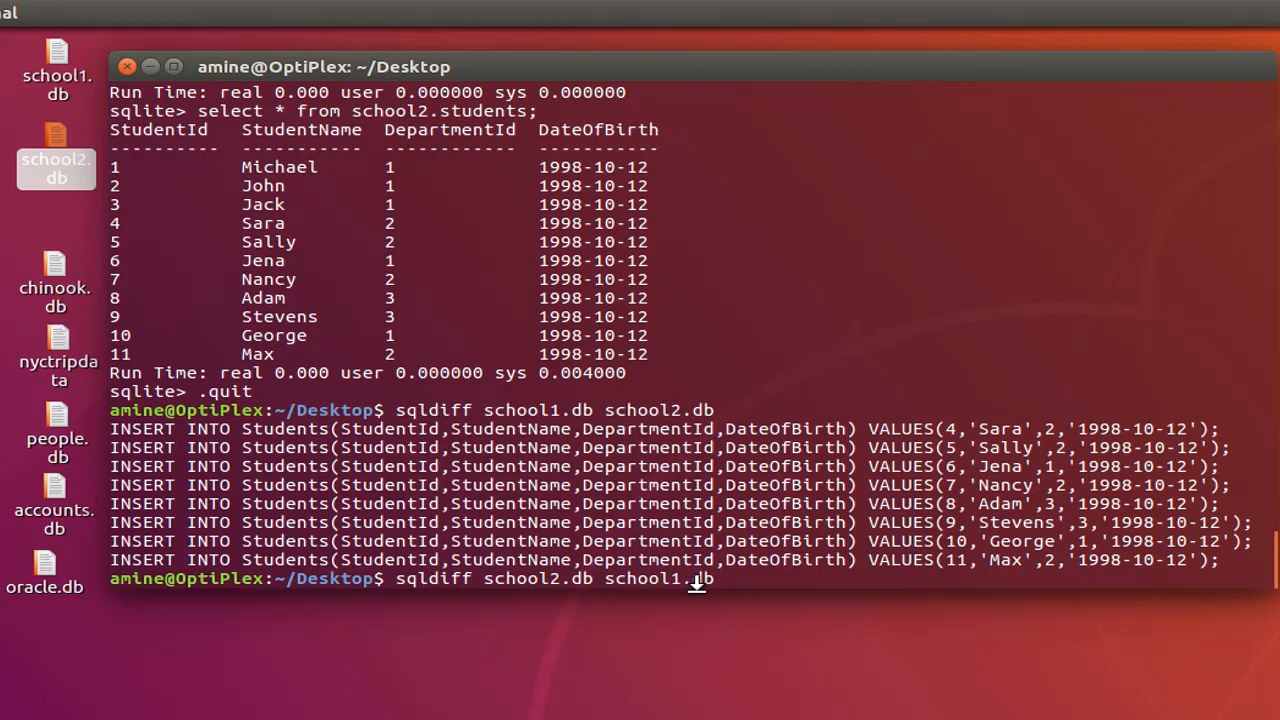 al
school1.
db
school2.
db
chinook.
db
nyctripda
ta
people.
db
accounts.
db
oracle.db
amine@OptiPlex: ~/Desktop
Run Time: real 0.000 user 0.000000 sys 0.000000
sqlite> select * from school2.students;
StudentId   StudentName  DepartmentId  DateOfBirth
----------  -----------  ------------  -----------
1           Michael      1             1998-10-12
2           John         1             1998-10-12
3           Jack         1             1998-10-12
4           Sara         2             1998-10-12
5           Sally        2             1998-10-12
6           Jena         1             1998-10-12
7           Nancy        2             1998-10-12
8           Adam         3             1998-10-12
9           Stevens      3             1998-10-12
10          George       1             1998-10-12
11          Max          2             1998-10-12
Run Time: real 0.000 user 0.000000 sys 0.004000
sqlite> .quit
amine@OptiPlex:~/Desktop$ sqldiff school1.db school2.db
INSERT INTO Students(StudentId,StudentName,DepartmentId,DateOfBirth) VALUES(4,'Sara',2,'1998-10-12');
INSERT INTO Students(StudentId,StudentName,DepartmentId,DateOfBirth) VALUES(5,'Sally',2,'1998-10-12');
INSERT INTO Students(StudentId,StudentName,DepartmentId,DateOfBirth) VALUES(6,'Jena',1,'1998-10-12');
INSERT INTO Students(StudentId,StudentName,DepartmentId,DateOfBirth) VALUES(7,'Nancy',2,'1998-10-12');
INSERT INTO Students(StudentId,StudentName,DepartmentId,DateOfBirth) VALUES(8,'Adam',3,'1998-10-12');
INSERT INTO Students(StudentId,StudentName,DepartmentId,DateOfBirth) VALUES(9,'Stevens',3,'1998-10-12');
INSERT INTO Students(StudentId,StudentName,DepartmentId,DateOfBirth) VALUES(10,'George',1,'1998-10-12');
INSERT INTO Students(StudentId,StudentName,DepartmentId,DateOfBirth) VALUES(11,'Max',2,'1998-10-12');
amine@OptiPlex:~/Desktop$ sqldiff school2.db school1.db